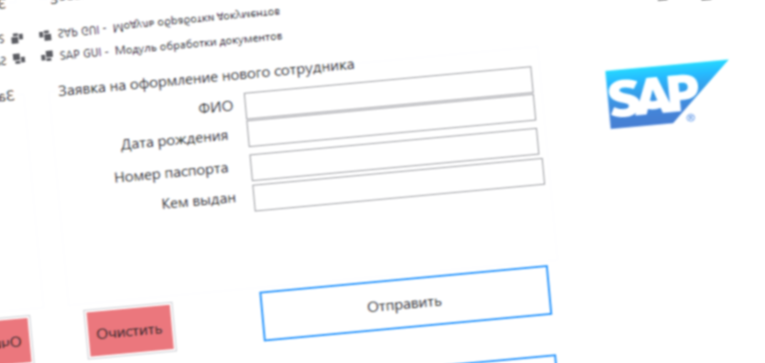 SAP GUI - Модуль обработки документов
SAP GUI - Модуль обработки документов
Заявка на оформление нового сотрудника
ФИО
Дата рождения
Номер паспорта
Кем выдан
SAP
®
Очистить
Отправить